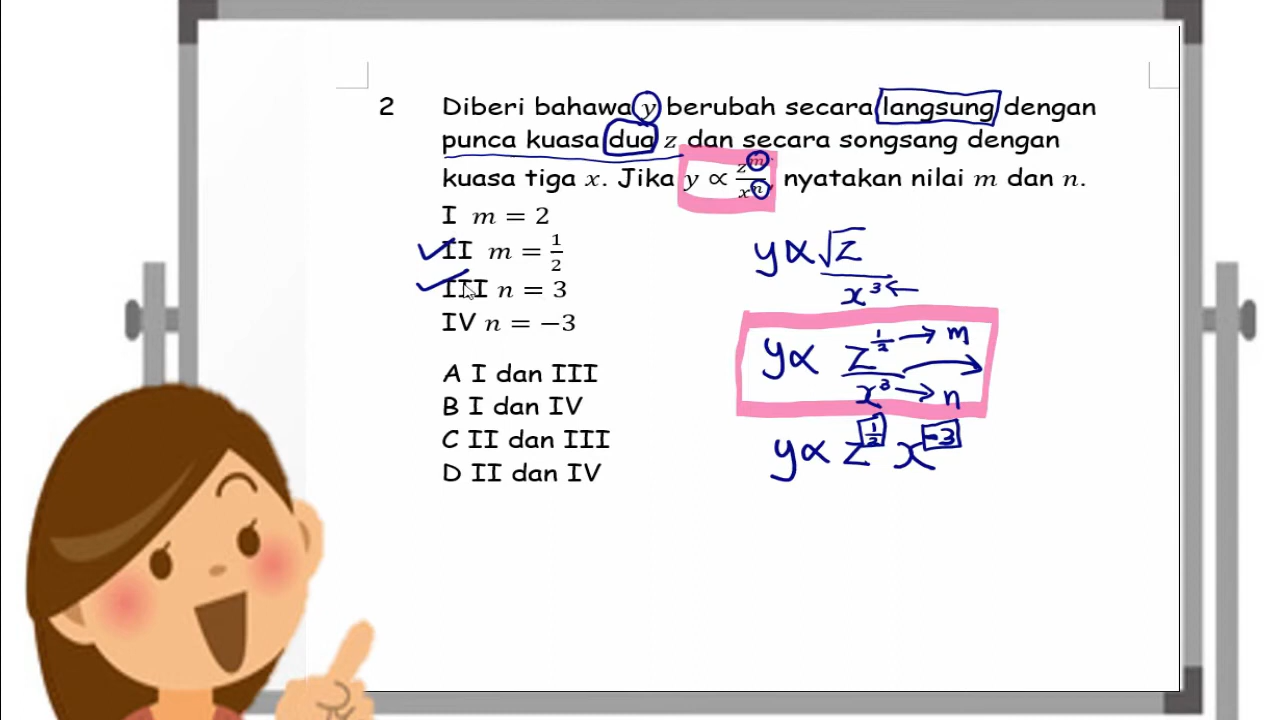 2 Diberi bahawa y berubah secara langsung dengan
punca kuasa dua z dan secara songsang dengan
kuasa tiga x. Jika y ∝ z^m/x^n, nyatakan nilai m dan n.
I m = 2
II m = 1/2
III n = 3
IV n = −3
A I dan III
B I dan IV
C II dan III
D II dan IV
y ∝ √z/x^3 ←
y ∝ z^(1/2)/x^3 → m → n
y ∝ z^(1/2) x^(-3)